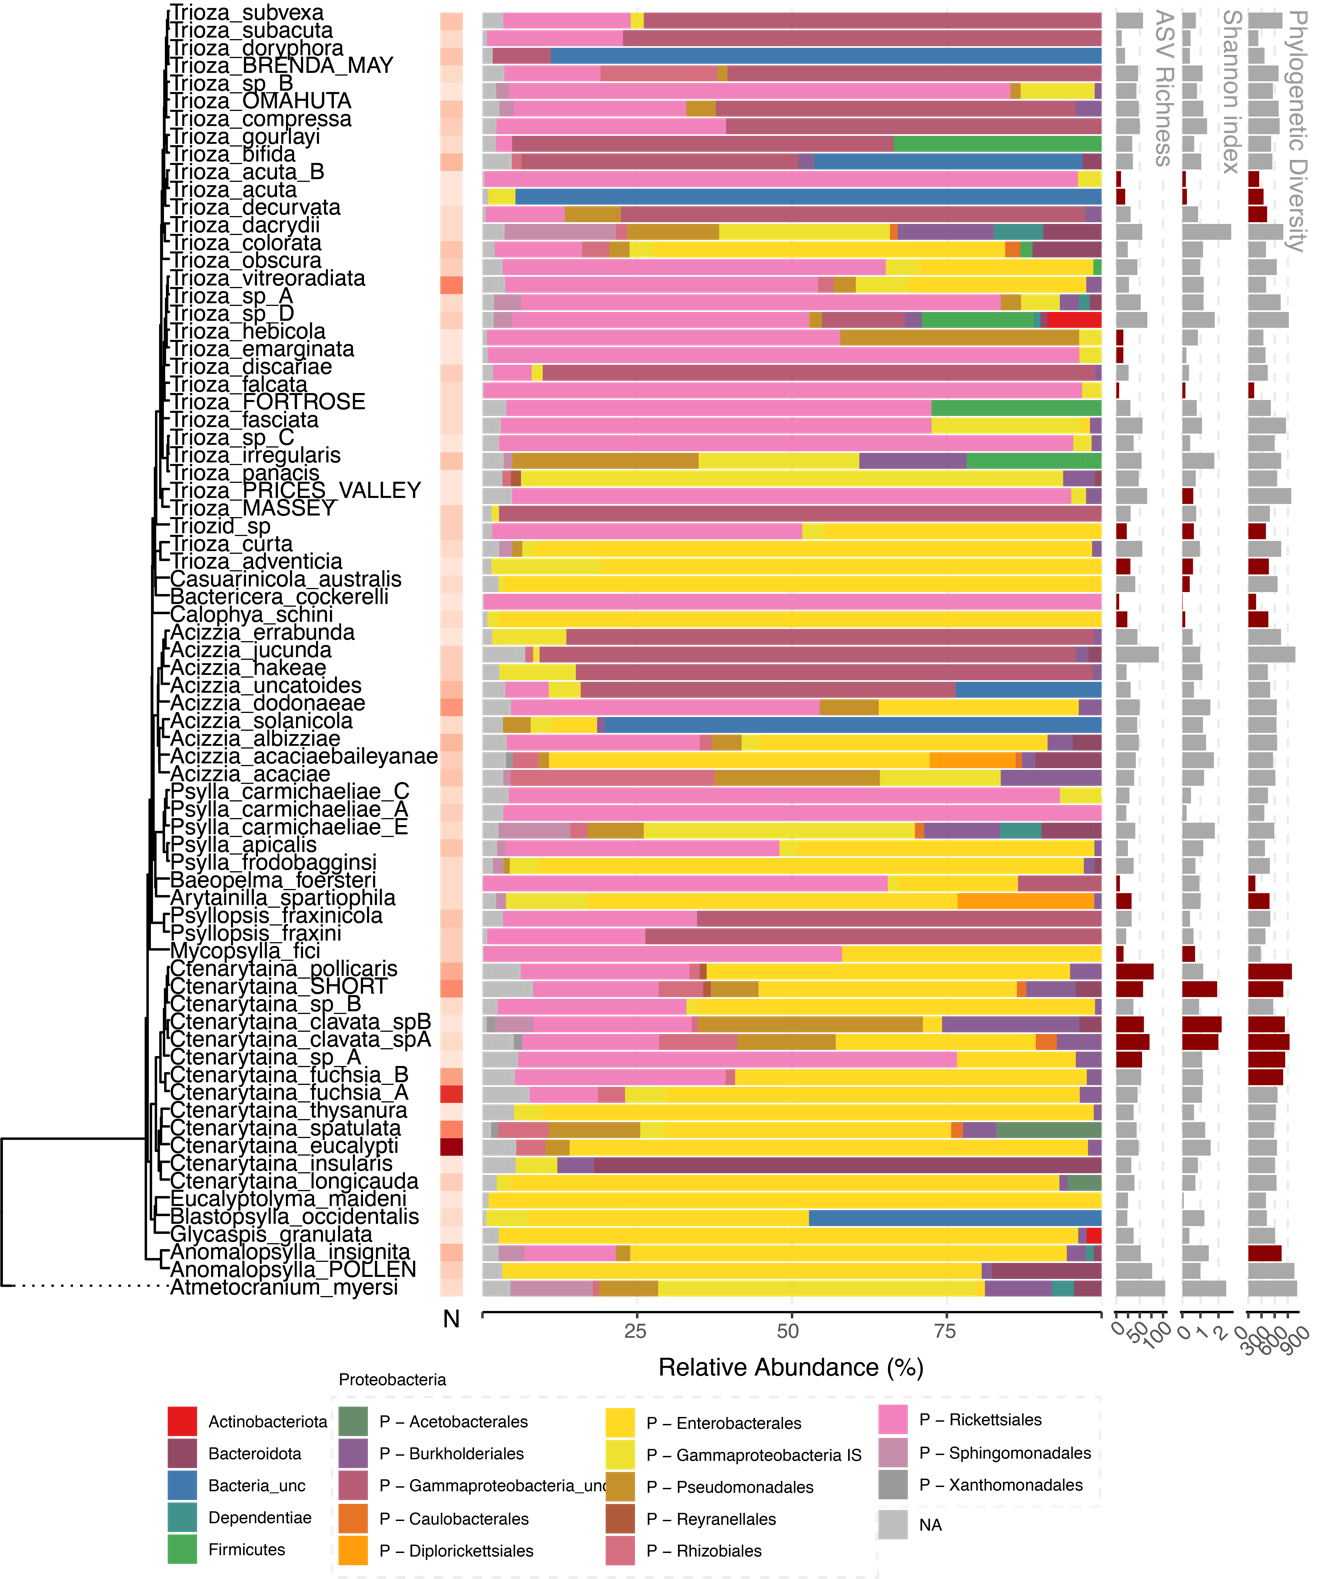 Trioza_subvexa
Trioza_subacuta
Trioza_doryphora
Trioza_BRENDA_MAY
Trioza_sp_B
Trioza_OMAHUTA
Trioza_compressa
Trioza_gourlayi
Trioza_bifida
Trioza_acuta_B
Trioza_acuta
Trioza_decurvata
Trioza_dacrydii
Trioza_colorata
Trioza_obscura
Trioza_vitreoradiata
Trioza_sp_A
Trioza_sp_D
Trioza_hebicola
Trioza_emarginata
Trioza_discariae
Trioza_falcata
Trioza_FORTROSE
Trioza_fasciata
Trioza_sp_C
Trioza_irregularis
Trioza_panacis
Trioza_PRICES_VALLEY
Trioza_MASSEY
Triozid_sp
Trioza_curta
Trioza_adventicia
Casuarinicola_australis
Bactericera_cockerelli
Calophya_schini
Acizzia_errabunda
Acizzia_jucunda
Acizzia_hakeae
Acizzia_uncatoides
Acizzia_dodonaeae
Acizzia_solanicola
Acizzia_albizziae
Acizzia_acaciaebaileyanae
Acizzia_acaciae
Psylla_carmichaeliae_C
Psylla_carmichaeliae_A
Psylla_carmichaeliae_E
Psylla_apicalis
Psylla_frodobagginsi
Baeopelma_foersteri
Arytainilla_spartiophila
Psyllopsis_fraxinicola
Psyllopsis_fraxini
Mycopsylla_fici
Ctenarytaina_pollicaris
Ctenarytaina_SHORT
Ctenarytaina_sp_B
Ctenarytaina_clavata_spB
Ctenarytaina_clavata_spA
Ctenarytaina_sp_A
Ctenarytaina_fuchsia_B
Ctenarytaina_fuchsia_A
Ctenarytaina_thysanura
Ctenarytaina_spatulata
Ctenarytaina_eucalypti
Ctenarytaina_insularis
Ctenarytaina_longicauda
Eucalyptolyma_maideni
Blastopsylla_occidentalis
Glycaspis_granulata
Anomalopsylla_insignita
Anomalopsylla_POLLEN
Atmetocranium_myersi
ASV Richness
Shannon index
Phylogenetic Diversity
N
25 50 75
0 50 100
0 1 2
0 300 600 900
Relative Abundance (%)
Proteobacteria
Actinobacteriota
Bacteroidota
Bacteria_unc
Dependentiae
Firmicutes
P – Acetobacterales
P – Burkholderiales
P – Gammaproteobacteria_unc
P – Caulobacterales
P – Diplorickettsiales
P – Enterobacterales
P – Gammaproteobacteria IS
P – Pseudomonadales
P – Reyranellales
P – Rhizobiales
P – Rickettsiales
P – Sphingomonadales
P – Xanthomonadales
NA